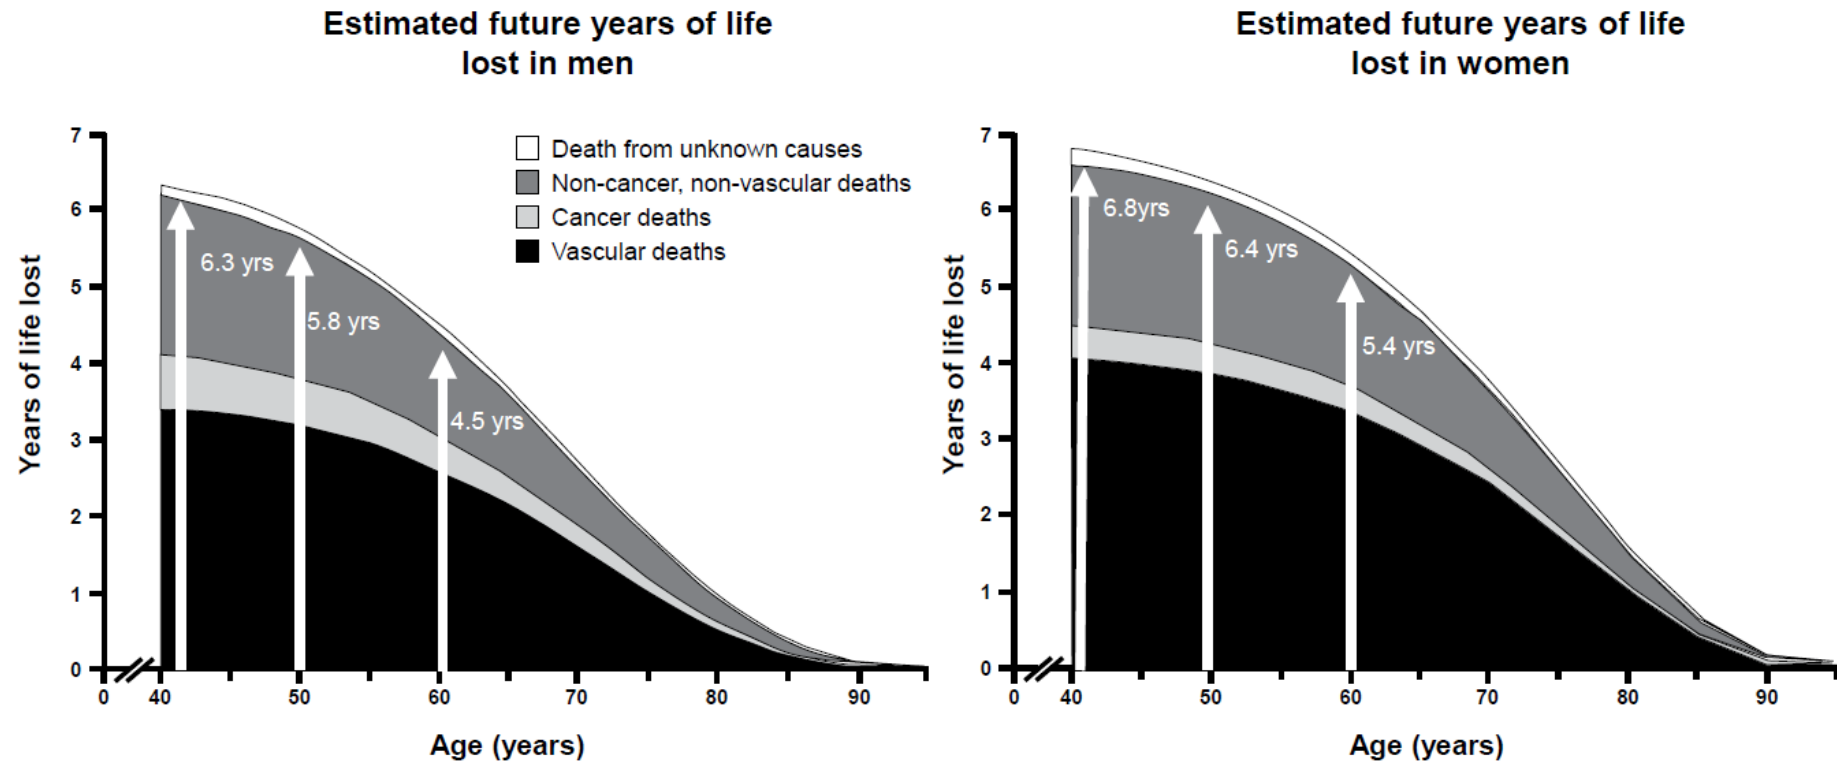 Estimated future years of life
lost in men
7
6
5
4
3
2
1
0
Years of life lost
Death from unknown causes
Non-cancer, non-vascular deaths
Cancer deaths
Vascular deaths
6.3 yrs
5.8 yrs
4.5 yrs
0 40 50 60 70 80 90
Age (years)
Estimated future years of life
lost in women
7
6
5
4
3
2
1
0
Years of life lost
6.8yrs
6.4 yrs
5.4 yrs
0 40 50 60 70 80 90
Age (years)